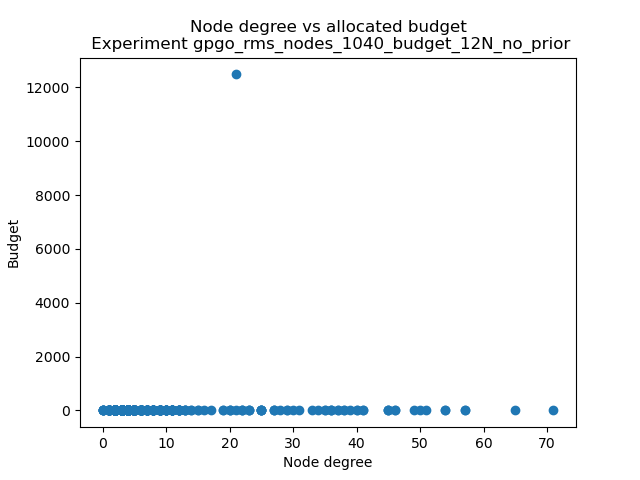 Node degree vs allocated budget
Experiment gpgo_rms_nodes_1040_budget_12N_no_prior
12000
10000
8000
6000
4000
2000
0
Budget
0 10 20 30 40 50 60 70
Node degree